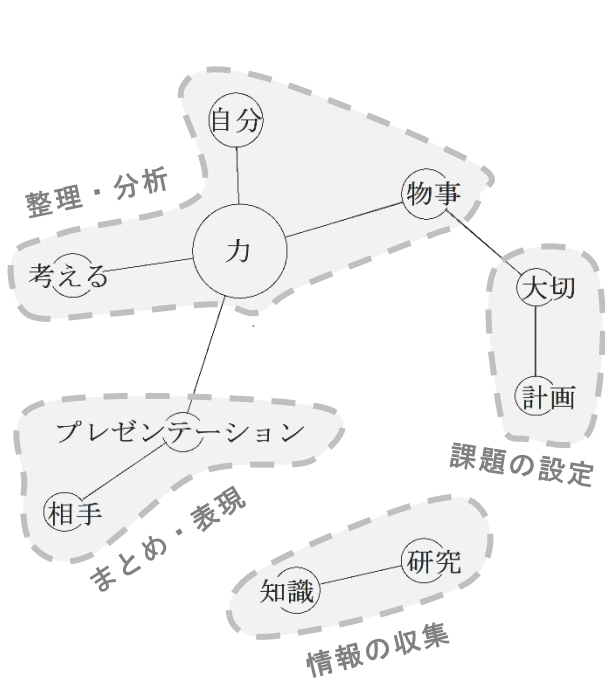 自分
整理・分析
物事
力
考える
大切
計画
プレゼンテーション
課題の設定
相手
まとめ・表現
研究
知識
情報の収集